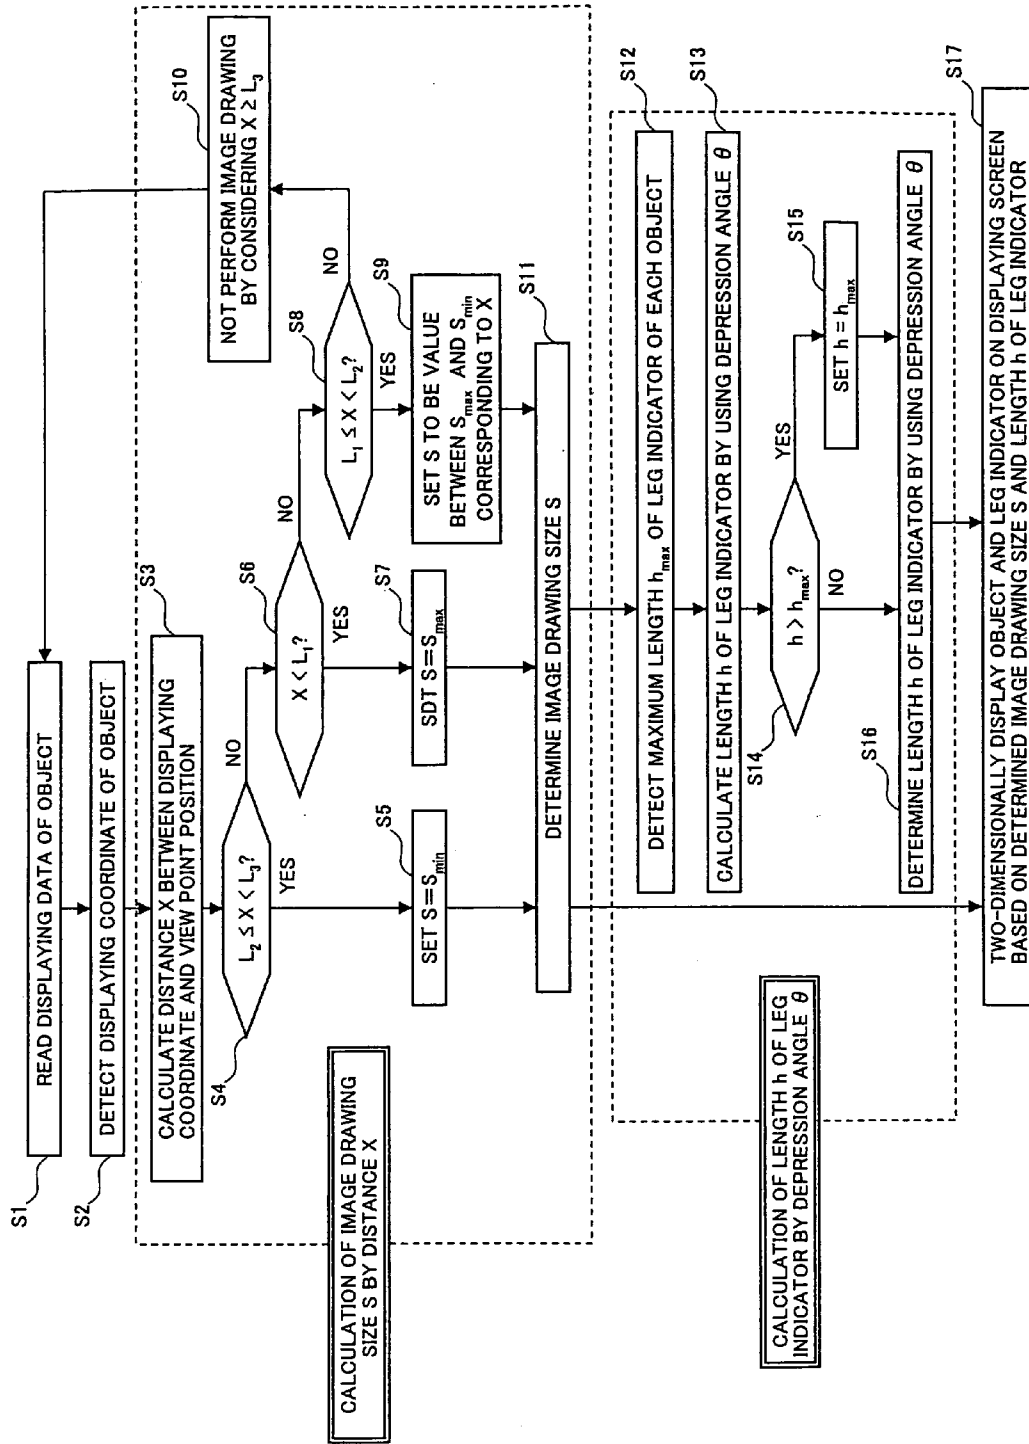 S1
READ DISPLAYING DATA OF OBJECT
S2
DETECT DISPLAYING COORDINATE OF OBJECT
S3
CALCULATE DISTANCE X BETWEEN DISPLAYING
COORDINATE AND VIEW POINT POSITION
S4
L₂ ≤ X < L₃?
YES
NO
S5
SET S=Sₘᵢₙ
S6
X < L₁?
YES
NO
S7
SDT S=Sₘₐₓ
S8
L₁ ≤ X < L₂?
YES
NO
S9
SET S TO BE VALUE
BETWEEN Sₘₐₓ AND Sₘᵢₙ
CORRESPONDING TO X
S10
NOT PERFORM IMAGE DRAWING
BY CONSIDERING X ≥ L₃
S11
DETERMINE IMAGE DRAWING SIZE S
CALCULATION OF IMAGE DRAWING
SIZE S BY DISTANCE X
S12
DETECT MAXIMUM LENGTH hₘₐₓ OF LEG INDICATOR OF EACH OBJECT
S13
CALCULATE LENGTH h OF LEG INDICATOR BY USING DEPRESSION ANGLE θ
S14
h > hₘₐₓ?
YES
NO
S15
SET h = hₘₐₓ
S16
DETERMINE LENGTH h OF LEG INDICATOR BY USING DEPRESSION ANGLE θ
CALCULATION OF LENGTH h OF LEG
INDICATOR BY DEPRESSION ANGLE θ
S17
TWO-DIMENSIONALLY DISPLAY OBJECT AND LEG INDICATOR ON DISPLAYING SCREEN
BASED ON DETERMINED IMAGE DRAWING SIZE S AND LENGTH h OF LEG INDICATOR